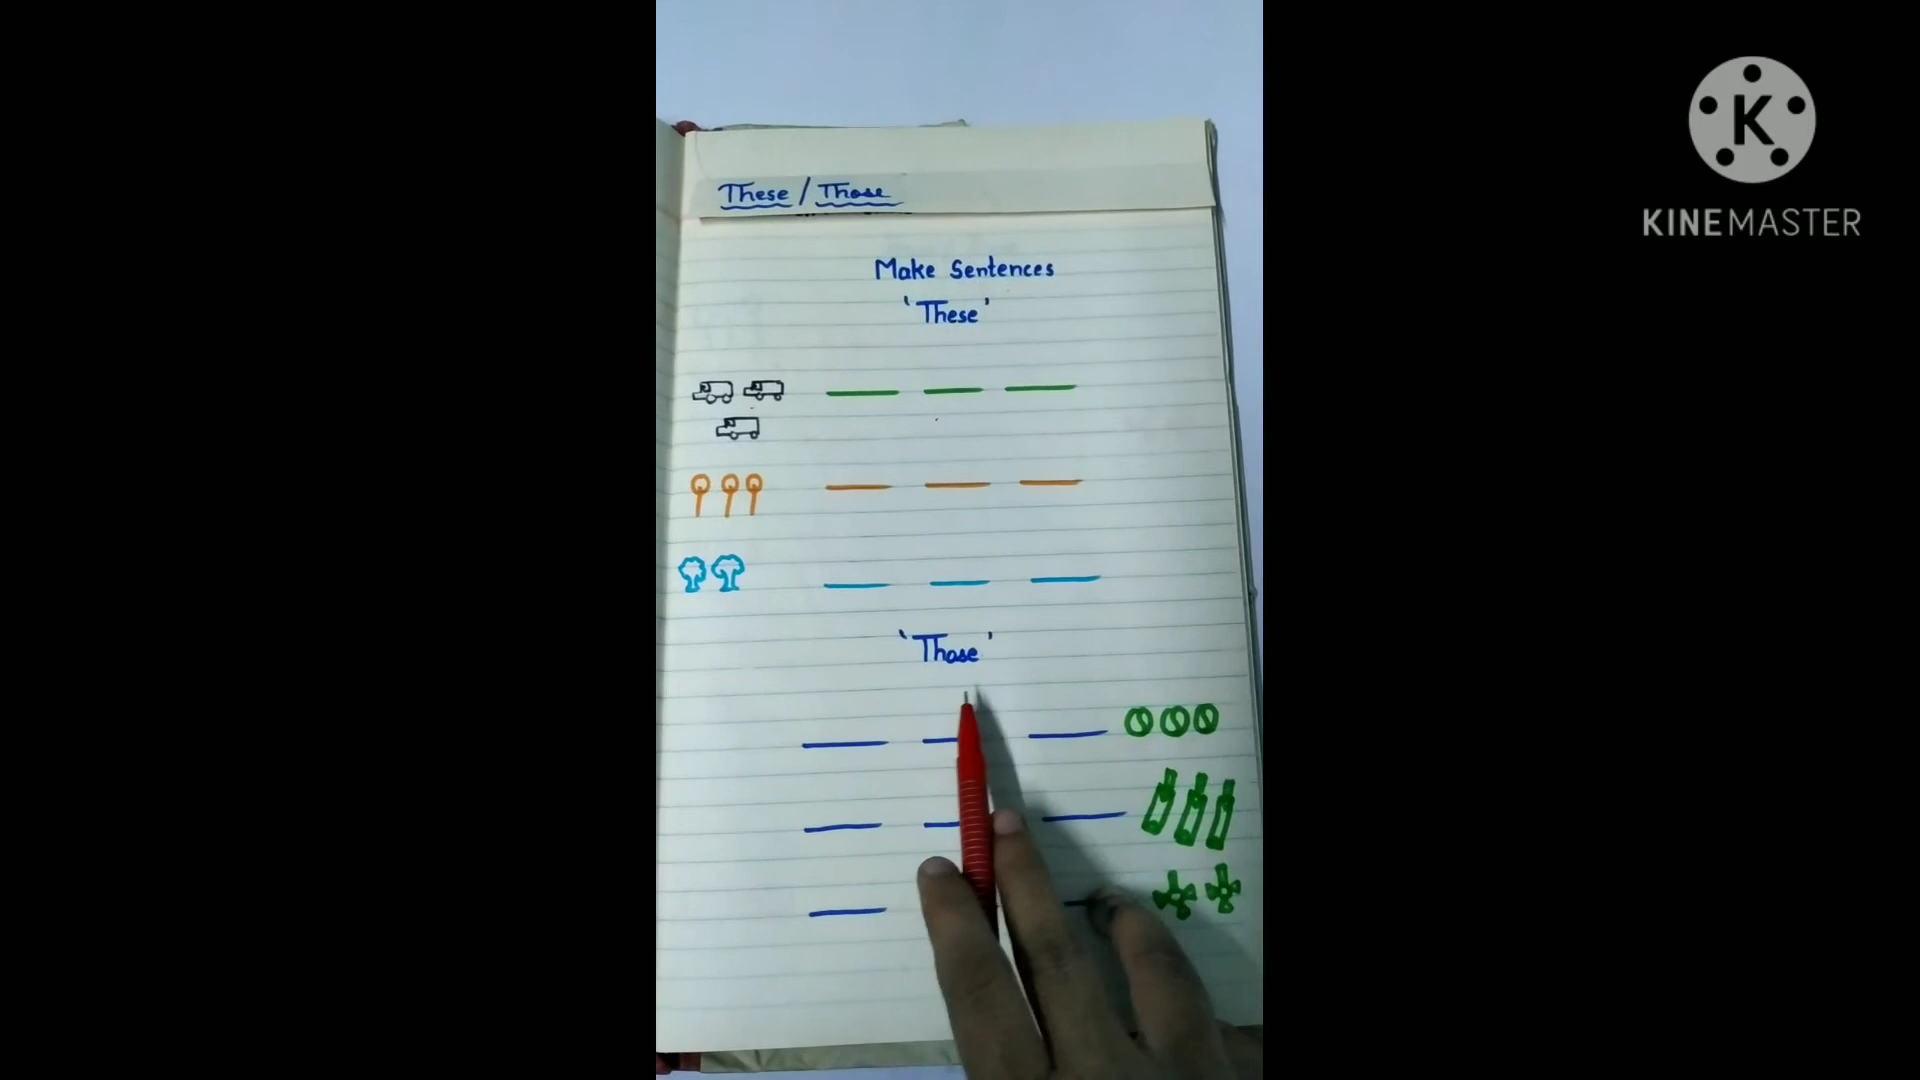 These / Those
Make Sentences
'These'
'Those'
K
KINEMASTER